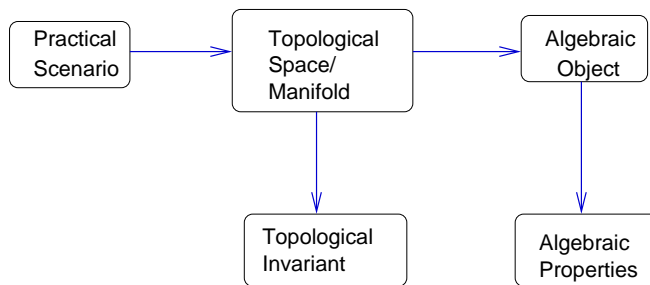 Practical
Scenario
Topological
Space/
Manifold
Algebraic
Object
Topological
Invariant
Algebraic
Properties